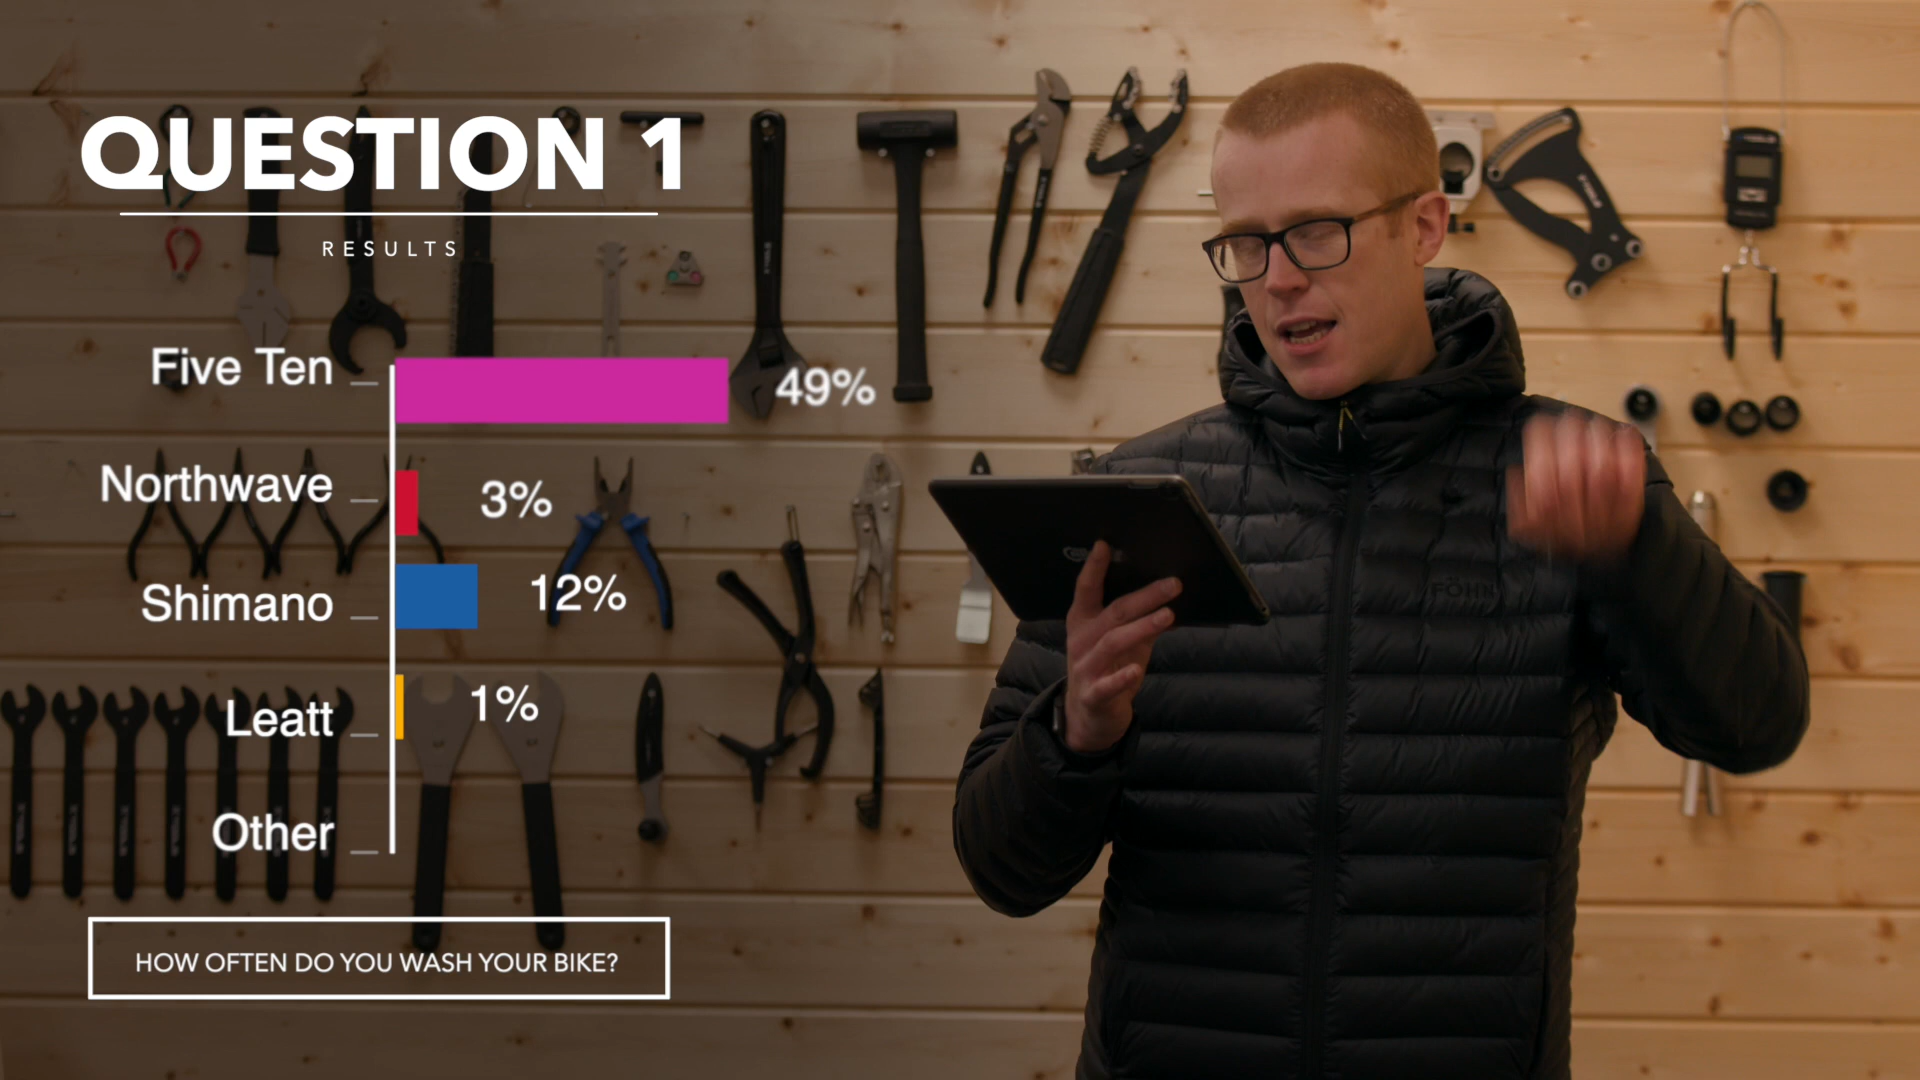 QUESTION 1
RESULTS
Five Ten
49%
Northwave
3%
Shimano
12%
Leatt
1%
Other
HOW OFTEN DO YOU WASH YOUR BIKE?
FÖHN